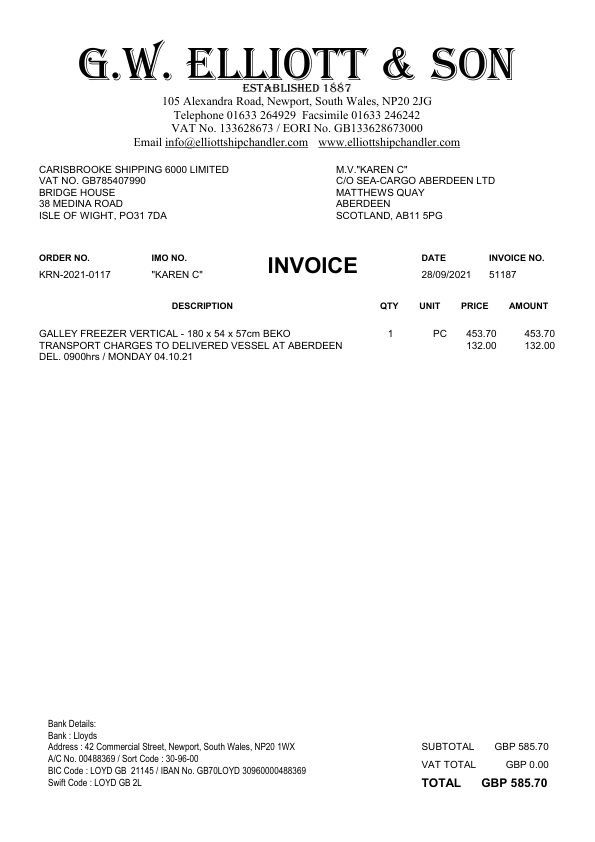 G.W. ELLIOTT & SON
ESTABLISHED 1887
105 Alexandra Road, Newport, South Wales, NP20 2JG
Telephone 01633 264929 Facsimile 01633 246242
VAT No. 133628673 / EORI No. GB133628673000
Email info@elliottshipchandler.com www.elliottshipchandler.com
CARISBROOKE SHIPPING 6000 LIMITED
VAT NO. GB785407990
BRIDGE HOUSE
38 MEDINA ROAD
ISLE OF WIGHT, PO31 7DA
M.V."KAREN C"
C/O SEA-CARGO ABERDEEN LTD
MATTHEWS QUAY
ABERDEEN
SCOTLAND, AB11 5PG
ORDER NO. IMO NO. INVOICE DATE INVOICE NO.
KRN-2021-0117 "KAREN C" 28/09/2021 51187
DESCRIPTION QTY UNIT PRICE AMOUNT
GALLEY FREEZER VERTICAL - 180 x 54 x 57cm BEKO 1 PC 453.70 453.70
TRANSPORT CHARGES TO DELIVERED VESSEL AT ABERDEEN 132.00 132.00
DEL. 0900hrs / MONDAY 04.10.21
Bank Details:
Bank : Lloyds
Address : 42 Commercial Street, Newport, South Wales, NP20 1WX
A/C No. 00488369 / Sort Code : 30-96-00
BIC Code : LOYD GB 21145 / IBAN No. GB70LOYD 30960000488369
Swift Code : LOYD GB 2L
SUBTOTAL GBP 585.70
VAT TOTAL GBP 0.00
TOTAL GBP 585.70